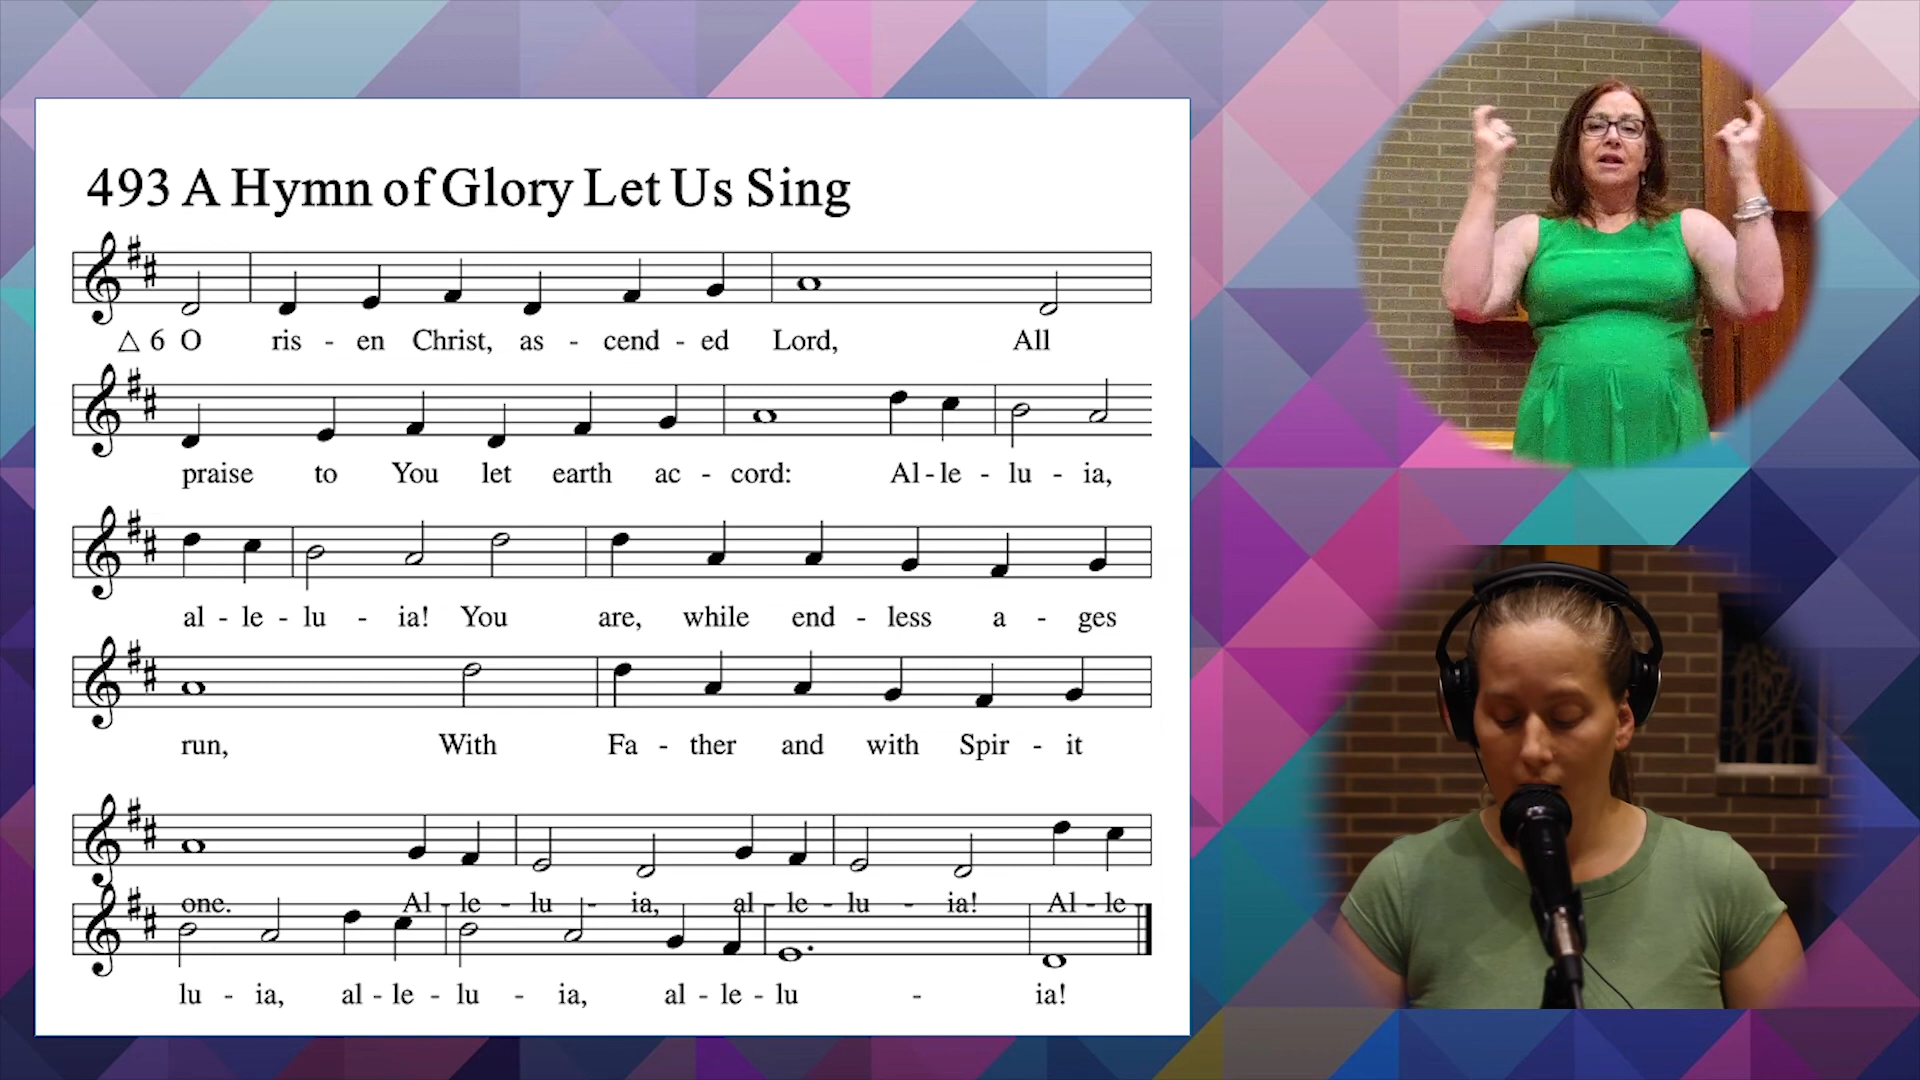 493 A Hymn of Glory Let Us Sing
△ 6 O ris - en Christ, as - cend - ed Lord, All
praise to You let earth ac - cord: Al - le - lu - ia,
al - le - lu - ia! You are, while end - less a - ges
run, With Fa - ther and with Spir - it
one. Al - le - lu - ia, al - le - lu - ia! Al - le -
lu - ia, al - le - lu - ia, al - le - lu - ia!